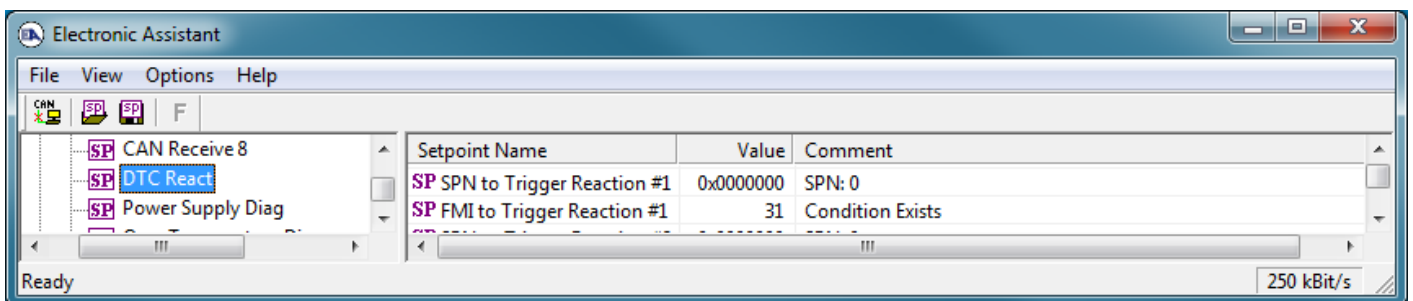 EA Electronic Assistant
File View Options Help
CAN SP SP F
SP CAN Receive 8
SP DTC React
SP Power Supply Diag
Setpoint Name Value Comment
SP SPN to Trigger Reaction #1 0x0000000 SPN: 0
SP FMI to Trigger Reaction #1 31 Condition Exists
Ready 250 kBit/s